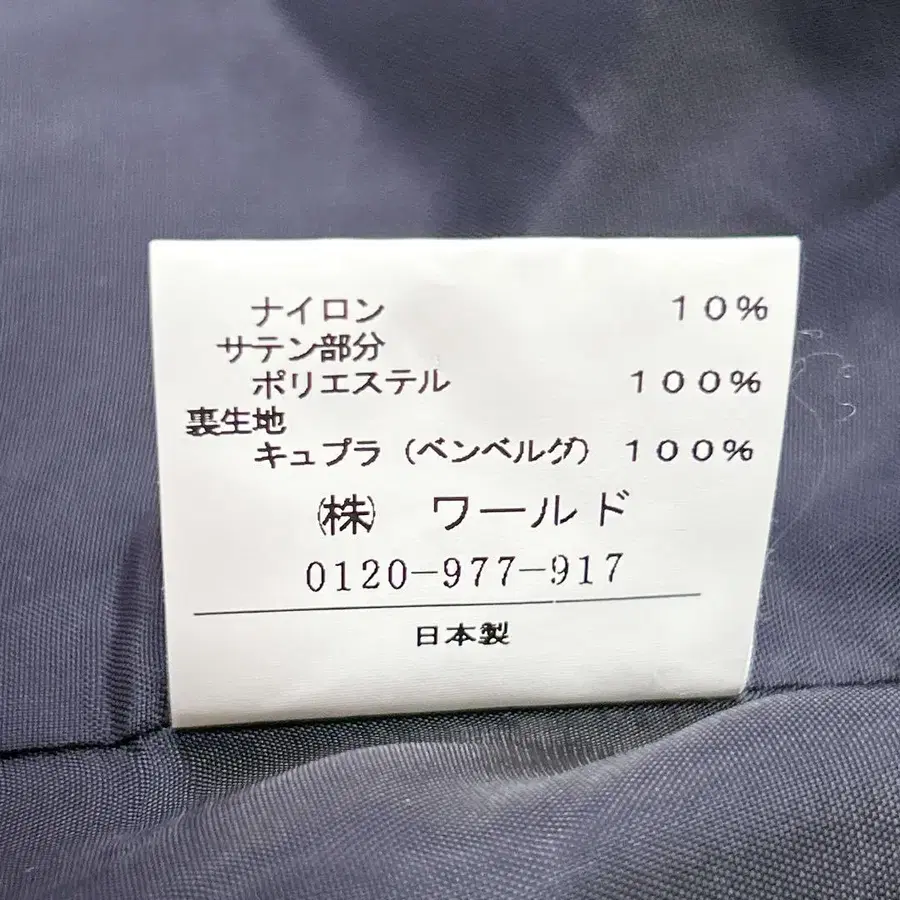 ナイロン 10%
サテン部分
ポリエステル 100%
裏生地
キュプラ(ベンベルグ) 100%
㈱ ワールド
0120-977-917
日本製